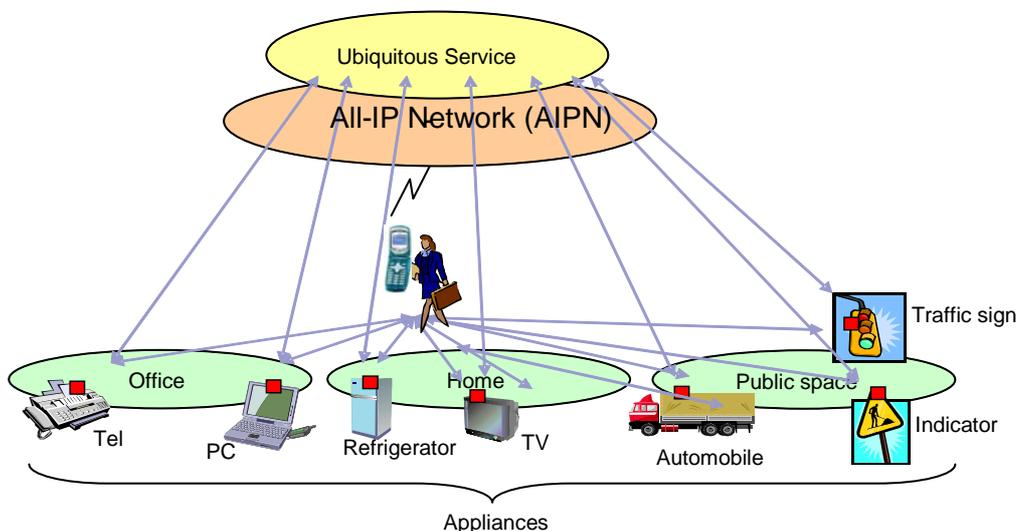 Ubiquitous Service
All-IP Network (AIPN)
Traffic sign
Office
Home
Public space
Tel
PC
Refrigerator
TV
Automobile
Indicator
Appliances